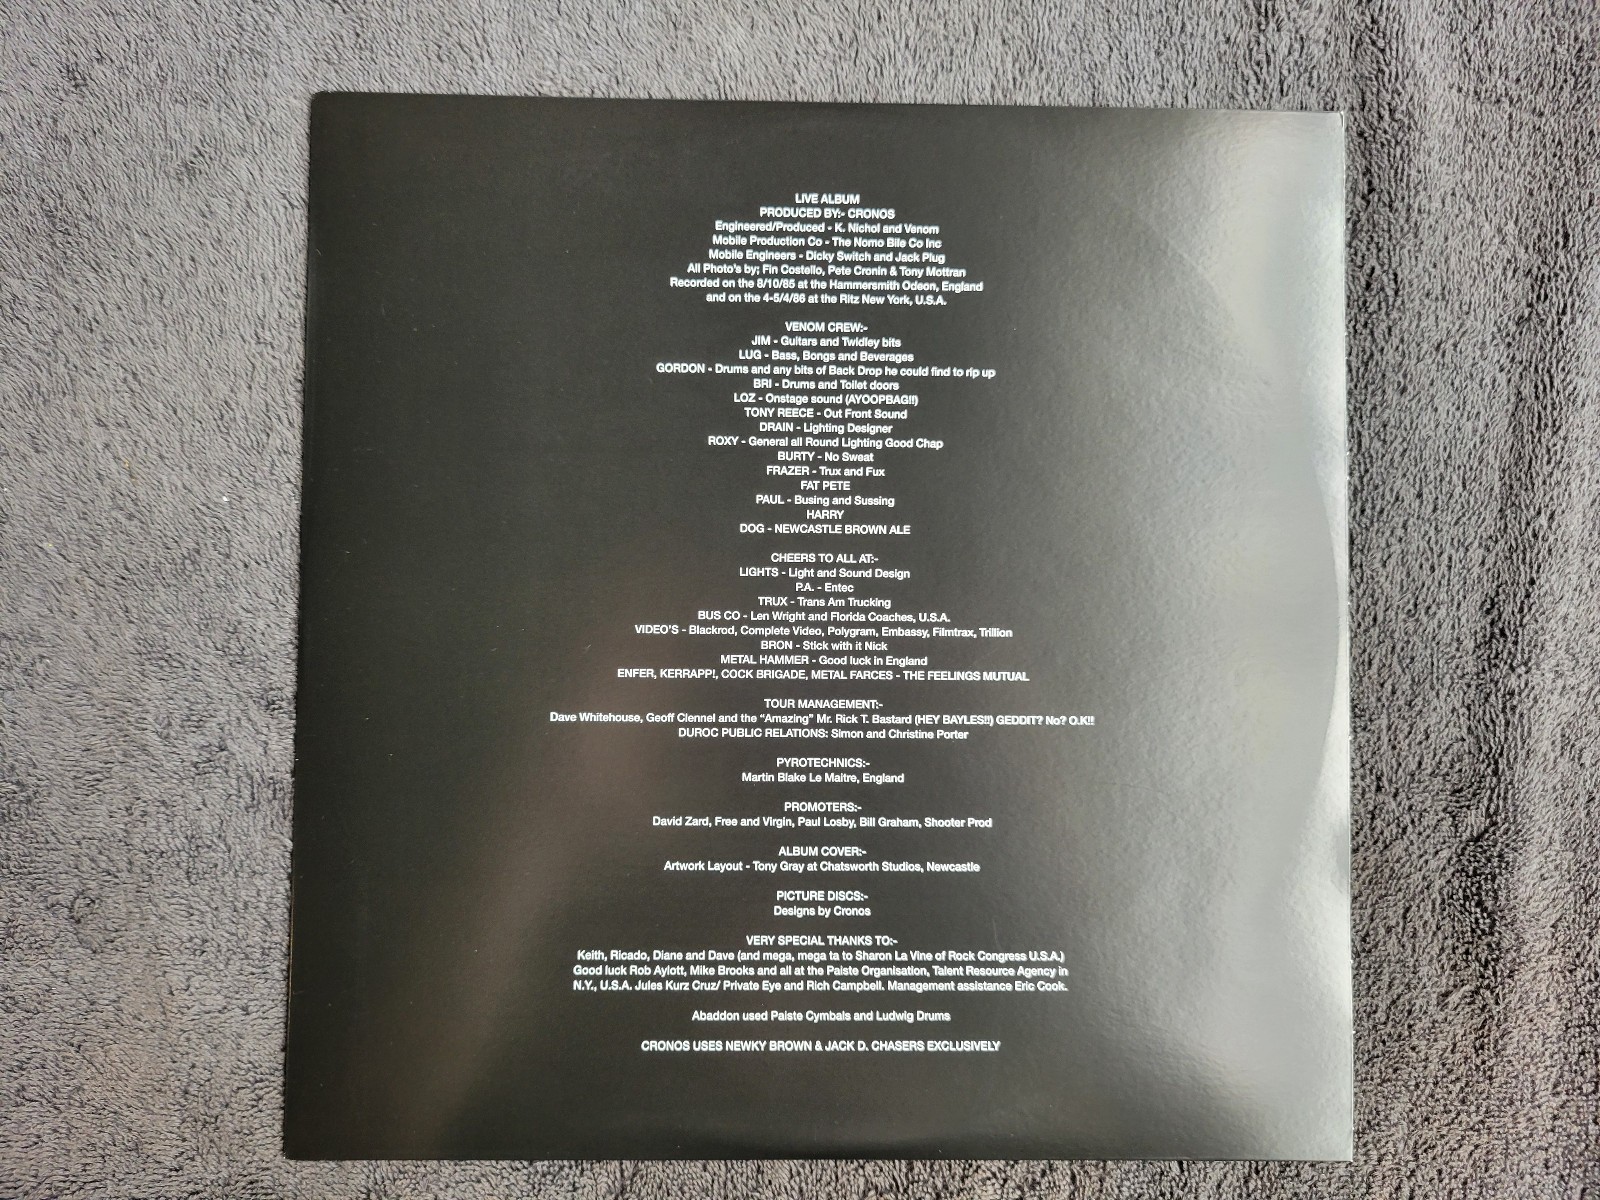 LIVE ALBUM
PRODUCED BY:- CRONOS
Engineered/Produced - K. Nichol and Venom
Mobile Production Co - The Nomo Bile Co Inc
Mobile Engineers - Dicky Switch and Jack Plug
All Photo's by; Fin Costello, Pete Cronin & Tony Mottran
Recorded on the 8/10/85 at the Hammersmith Odeon, England
and on the 4-5/4/86 at the Ritz New York, U.S.A.
VENOM CREW:-
JIM - Guitars and Twidley bits
LUG - Bass, Bongs and Beverages
GORDON - Drums and any bits of Back Drop he could find to rip up
BRI - Drums and Toilet doors
LOZ - Onstage sound (AYOOPBAG!!)
TONY REECE - Out Front Sound
DRAIN - Lighting Designer
ROXY - General all Round Lighting Good Chap
BURTY - No Sweat
FRAZER - Trux and Fux
FAT PETE
PAUL - Busing and Sussing
HARRY
DOG - NEWCASTLE BROWN ALE
CHEERS TO ALL AT:-
LIGHTS - Light and Sound Design
P.A. - Entec
TRUX - Trans Am Trucking
BUS CO - Len Wright and Florida Coaches, U.S.A.
VIDEO'S - Blackrod, Complete Video, Polygram, Embassy, Filmtrax, Trillion
BRON - Stick with it Nick
METAL HAMMER - Good luck in England
ENFER, KERRAPP!, COCK BRIGADE, METAL FARCES - THE FEELINGS MUTUAL
TOUR MANAGEMENT:-
Dave Whitehouse, Geoff Clennel and the "Amazing" Mr. Rick T. Bastard (HEY BAYLES!!) GEDDIT? No? O.K!!
DUROC PUBLIC RELATIONS: Simon and Christine Porter
PYROTECHNICS:-
Martin Blake Le Maitre, England
PROMOTERS:-
David Zard, Free and Virgin, Paul Losby, Bill Graham, Shooter Prod
ALBUM COVER:-
Artwork Layout - Tony Gray at Chatsworth Studios, Newcastle
PICTURE DISCS:-
Designs by Cronos
VERY SPECIAL THANKS TO:-
Keith, Ricado, Diane and Dave (and mega, mega ta to Sharon La Vine of Rock Congress U.S.A.)
Good luck Rob Aylott, Mike Brooks and all at the Paiste Organisation, Talent Resource Agency in
N.Y., U.S.A. Jules Kurz Cruz/ Private Eye and Rich Campbell. Management assistance Eric Cook.
Abaddon used Paiste Cymbals and Ludwig Drums
CRONOS USES NEWKY BROWN & JACK D. CHASERS EXCLUSIVELY